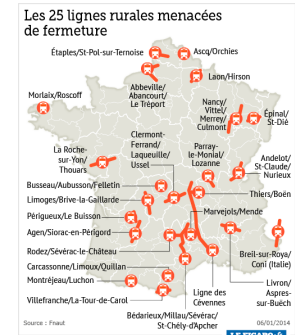 Les 25 lignes rurales menacées
de fermeture
Étaples/St-Pol-sur-Ternoise
Ascq/Orchies
Abbeville/
Abancourt/
Le Tréport
Laon/Hirson
Morlaix/Roscoff
Nancy/
Vittel/
Merrey/
Culmont
Épinal/
St-Dié
Clermont-
Ferrand/
Laqueuille/
Ussel
Parray-
le-Monial/
Lozanne
La Roche-
sur-Yon/
Thouars
Andelot/
St-Claude/
Nurieux
Busseau/Aubusson/Felletin
Thiers/Boën
Limoges/Brive-la-Gaillarde
Marvejols/Mende
Périgueux/Le Buisson
Agen/Siorac-en-Périgord
Breil-sur-Roya/
Coni (Italie)
Rodez/Sévérac-le-Château
Carcassonne/Limoux/Quillan
Livron/
Aspres-
sur-Buëch
Montréjeau/Luchon
Ligne des
Cévennes
Villefranche/La-Tour-de-Carol
Bédarieux/Millau/Sévérac/
St-Chély-d'Apcher
Source : Fnaut
06/01/2014
LE FIGARO.fr